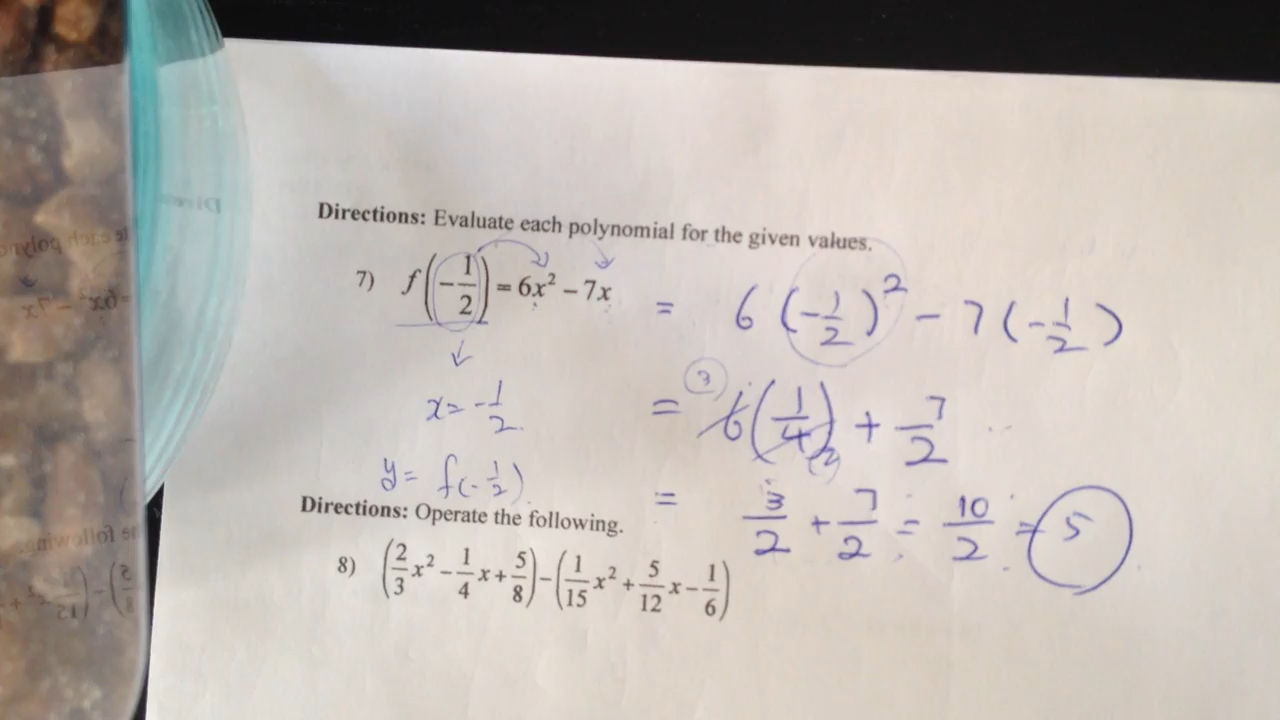 Directions: Evaluate each polynomial for the given values.
7) f(-1/2) = 6x² - 7x = 6(-1/2)² - 7(-1/2)
x = -1/2
= 6(1/4) + 7/2
3
2
y = f(-1/2)
= 3/2 + 7/2 = 10/2 = 5
Directions: Operate the following.
8) (2/3x² - 1/4x + 5/8) - (1/15x² + 5/12x - 1/6)